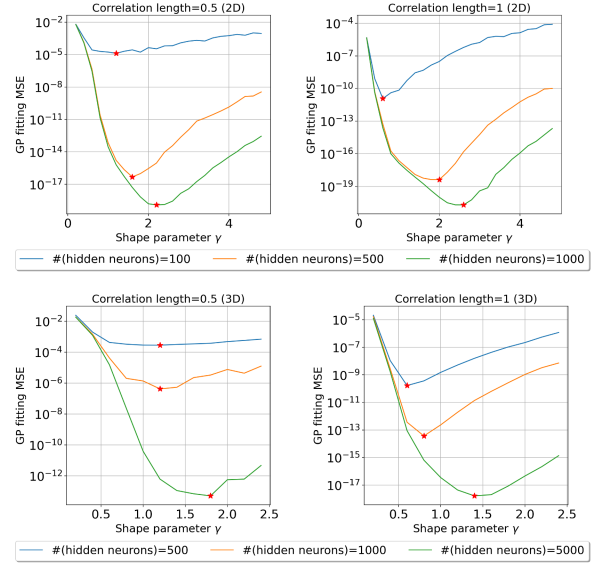 Correlation length=0.5 (2D)
Correlation length=1 (2D)
GP fitting MSE
10⁻²
10⁻⁵
10⁻⁸
10⁻¹¹
10⁻¹⁴
10⁻¹⁷
0 2 4
Shape parameter γ
GP fitting MSE
10⁻⁴
10⁻⁷
10⁻¹⁰
10⁻¹³
10⁻¹⁶
10⁻¹⁹
0 2 4
Shape parameter γ
#(hidden neurons)=100 #(hidden neurons)=500 #(hidden neurons)=1000
Correlation length=0.5 (3D)
Correlation length=1 (3D)
GP fitting MSE
10⁻²
10⁻⁴
10⁻⁶
10⁻⁸
10⁻¹⁰
10⁻¹²
0.5 1.0 1.5 2.0 2.5
Shape parameter γ
GP fitting MSE
10⁻⁵
10⁻⁷
10⁻⁹
10⁻¹¹
10⁻¹³
10⁻¹⁵
10⁻¹⁷
0.5 1.0 1.5 2.0 2.5
Shape parameter γ
#(hidden neurons)=500 #(hidden neurons)=1000 #(hidden neurons)=5000